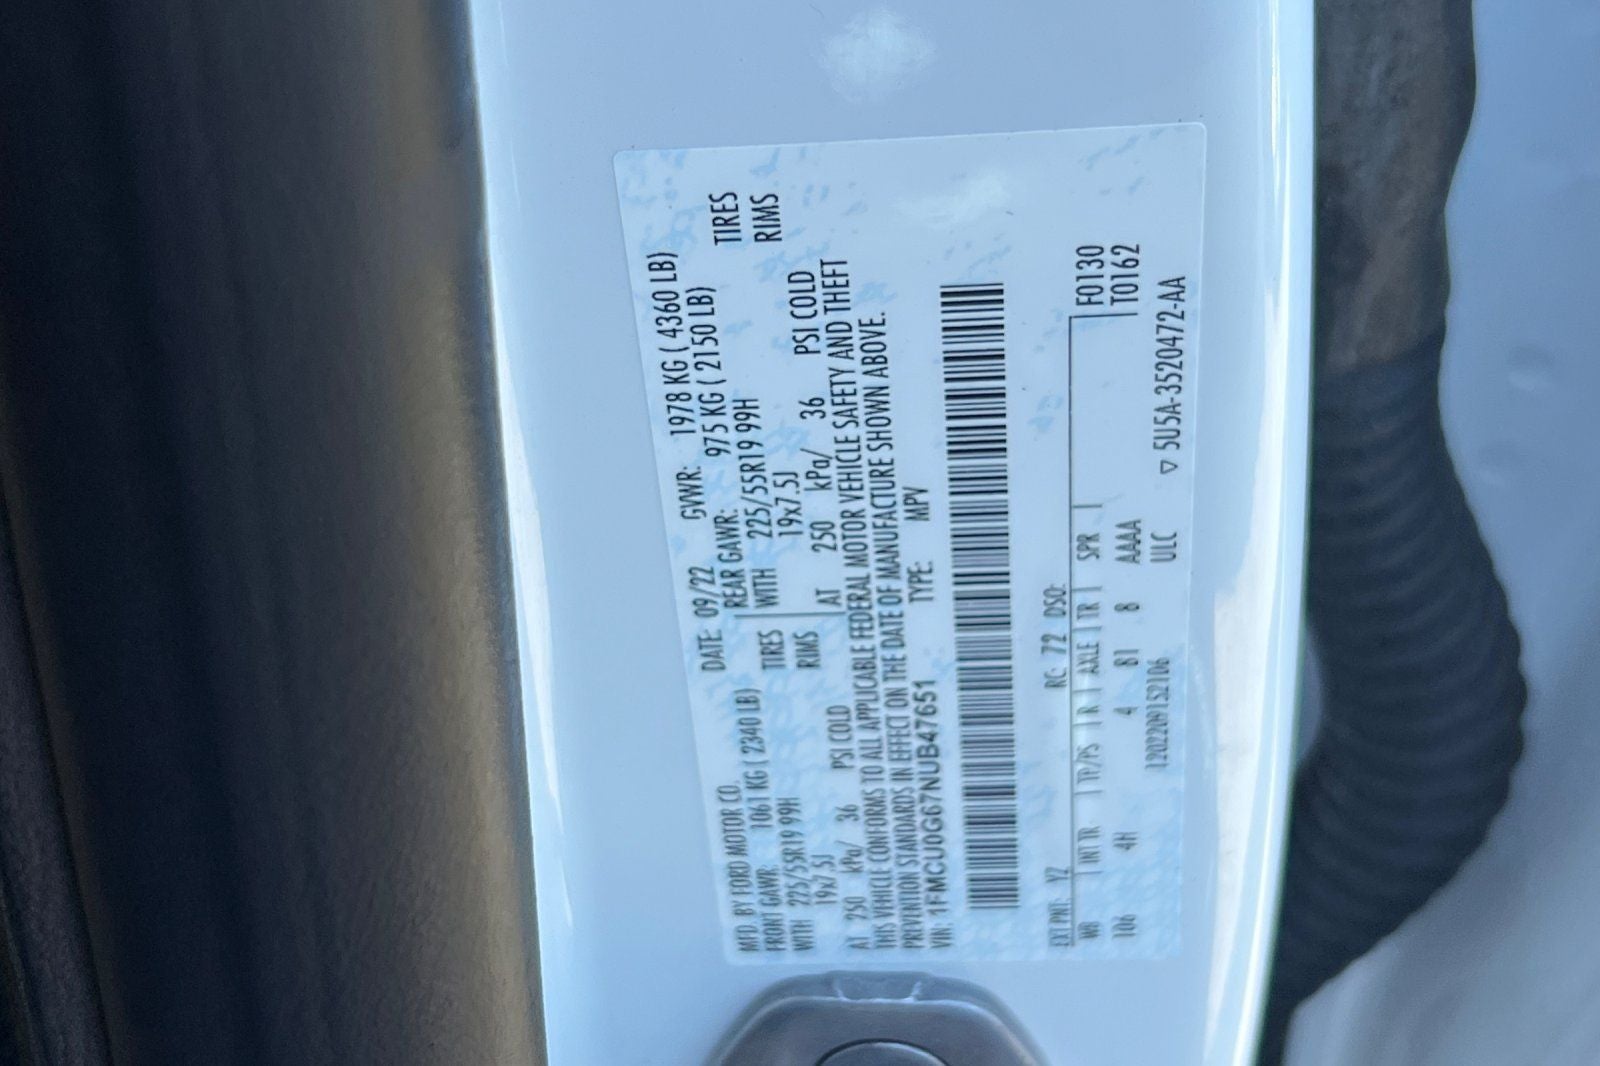 MFD. BY FORD MOTOR CO.
DATE: 09/22 GVWR: 1978 KG ( 4360 LB)
FRONT GAWR: 1061 KG ( 2340 LB)
REAR GAWR: 975 KG ( 2150 LB)
WITH 225/55R19 99H TIRES
WITH 225/55R19 99H TIRES
19x7.5J RIMS
19x7.5J RIMS
AT 250 kPa/ 36 PSI COLD
AT 250 kPa/ 36 PSI COLD
THIS VEHICLE CONFORMS TO ALL APPLICABLE FEDERAL MOTOR VEHICLE SAFETY AND THEFT
PREVENTION STANDARDS IN EFFECT ON THE DATE OF MANUFACTURE SHOWN ABOVE.
VIN: 1FMCU0G67NUB47651 TYPE: MPV
EXT PNT: YZ RC: 72 DSO:
F0130
WB INT TR TP/PS R AXLE TR SPR
T0162
106 4H 4 81 8 AAAA
1202209152106 ULC ▽ 5U5A-3520472-AA